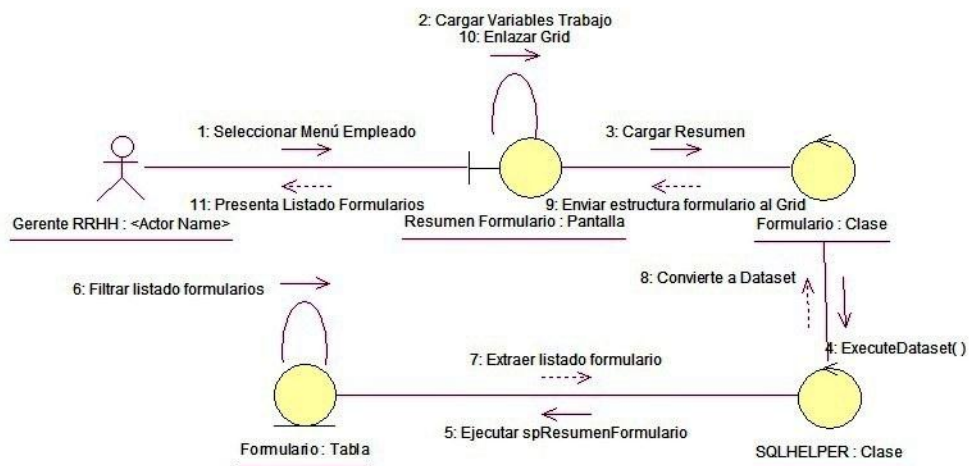 2: Cargar Variables Trabajo
10: Enlazar Grid
1: Seleccionar Menú Empleado
3: Cargar Resumen
11: Presenta Listado Formularios
9: Enviar estructura formulario al Grid
Gerente RRHH : <Actor Name>
Resumen Formulario : Pantalla
Formulario : Clase
6: Filtrar listado formularios
8: Convierte a Dataset
4: ExecuteDataset( )
7: Extraer listado formulario
5: Ejecutar spResumenFormulario
Formulario : Tabla
SQLHELPER : Clase